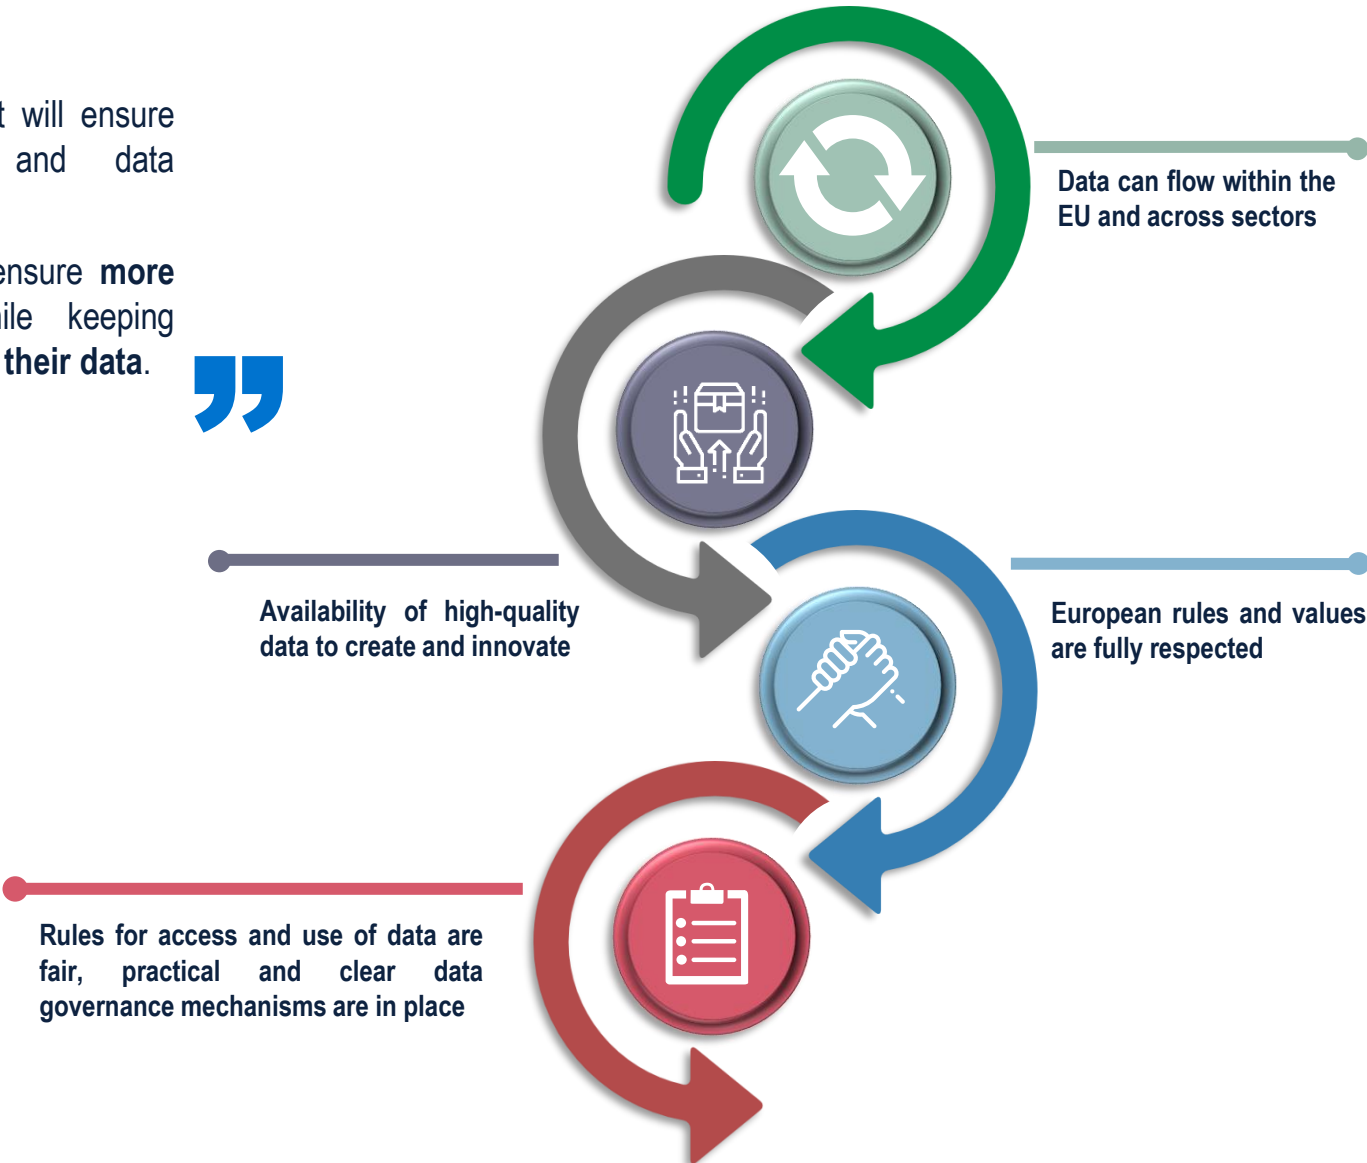 t will ensure
and data
ensure more
ile keeping
their data.
”
Data can flow within the
EU and across sectors
Availability of high-quality
data to create and innovate
European rules and values
are fully respected
Rules for access and use of data are
fair, practical and clear data
governance mechanisms are in place